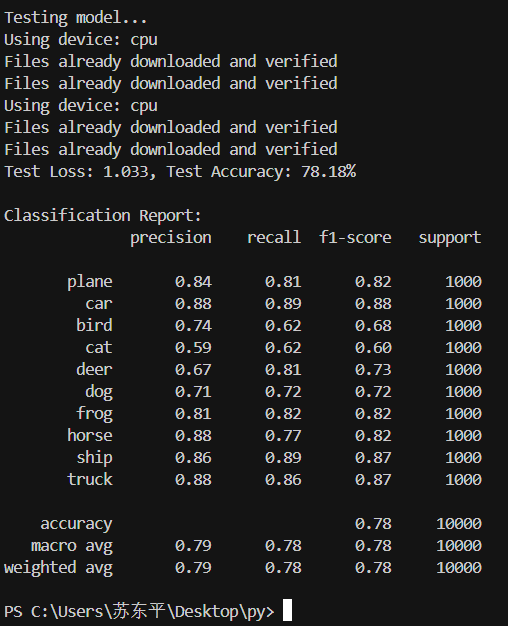 Testing model...
Using device: cpu
Files already downloaded and verified
Files already downloaded and verified
Using device: cpu
Files already downloaded and verified
Files already downloaded and verified
Test Loss: 1.033, Test Accuracy: 78.18%
Classification Report:
precision recall f1-score support
plane 0.84 0.81 0.82 1000
car 0.88 0.89 0.88 1000
bird 0.74 0.62 0.68 1000
cat 0.59 0.62 0.60 1000
deer 0.67 0.81 0.73 1000
dog 0.71 0.72 0.72 1000
frog 0.81 0.82 0.82 1000
horse 0.88 0.77 0.82 1000
ship 0.86 0.89 0.87 1000
truck 0.88 0.86 0.87 1000
accuracy 0.78 10000
macro avg 0.79 0.78 0.78 10000
weighted avg 0.79 0.78 0.78 10000
PS C:\Users\苏东平\Desktop\py>